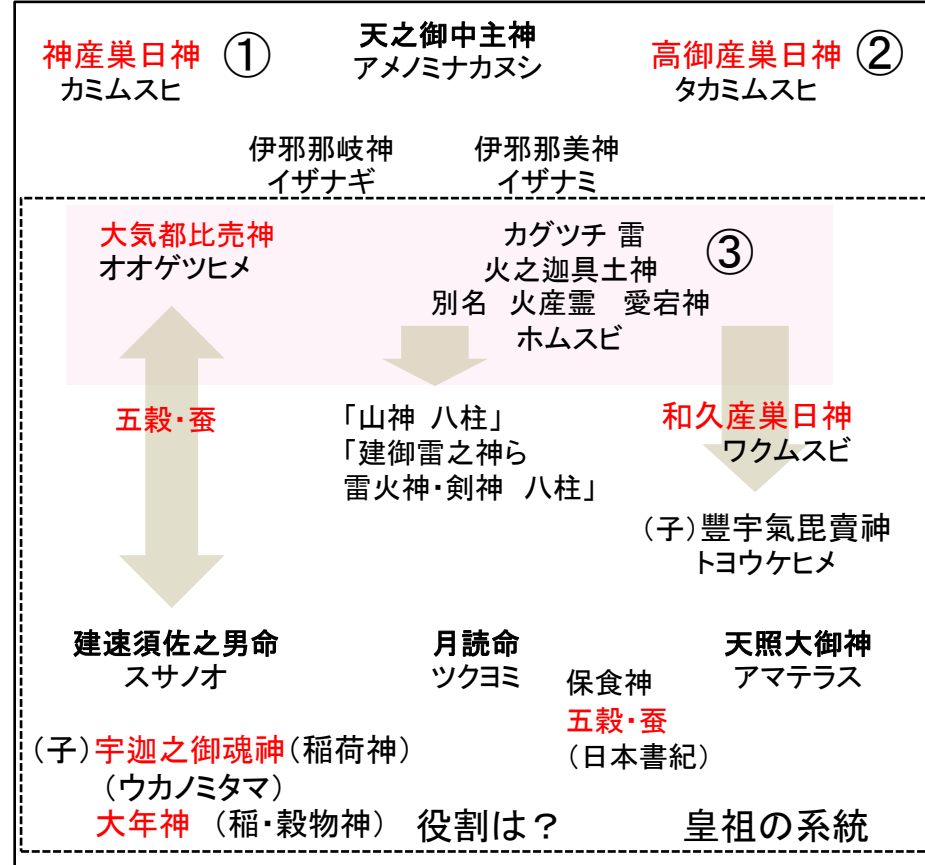 神産巣日神 ①
カミムスヒ
天之御中主神
アメノミナカヌシ
高御産巣日神 ②
タカミムスヒ
伊邪那岐神
イザナギ
伊邪那美神
イザナミ
大気都比売神
オオゲツヒメ
カグツチ 雷
火之迦具土神
別名 火産霊 愛宕神
ホムスビ
③
五穀・蚕
「山神 八柱」
「建御雷之神ら
雷火神・剣神 八柱」
和久産巣日神
ワクムスビ
(子)豐宇氣毘賣神
トヨウケヒメ
建速須佐之男命
スサノオ
月読命
ツクヨミ
天照大御神
アマテラス
保食神
五穀・蚕
(日本書紀)
(子)宇迦之御魂神(稲荷神)
(ウカノミタマ)
大年神 (稲・穀物神)
役割は?
皇祖の系統